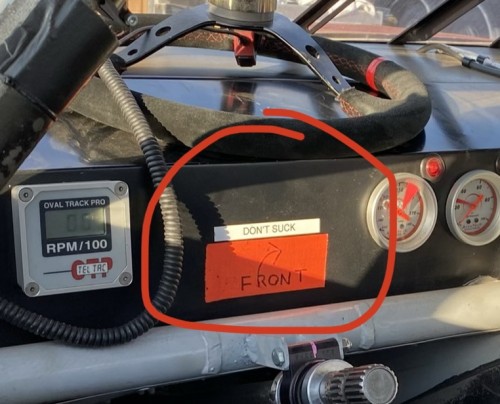 OVAL TRACK PRO
RPM/100
TEL TAC
DON'T SUCK
FRONT